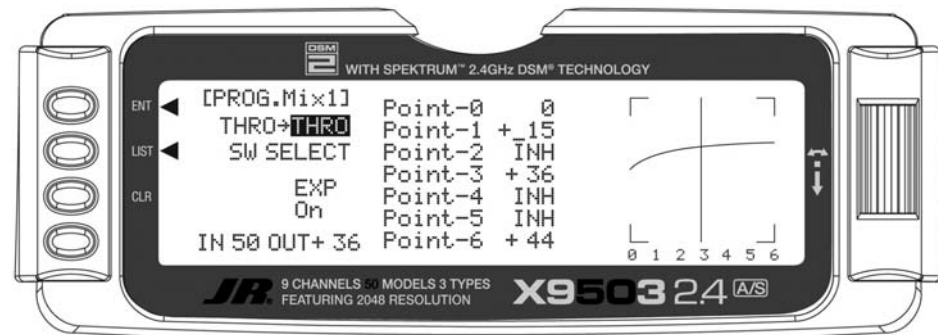 DSM
2
WITH SPEKTRUM™ 2.4GHz DSM® TECHNOLOGY
ENT
LIST
CLR
[PROG.Mix1]
THRO→THRO
SW SELECT
EXP
On
IN 50 OUT+ 36
Point-0 0
Point-1 +_15
Point-2 INH
Point-3 + 36
Point-4 INH
Point-5 INH
Point-6 + 44
0 1 2 3 4 5 6
JR®
9 CHANNELS 50 MODELS 3 TYPES
FEATURING 2048 RESOLUTION
X9503 2.4 A/S